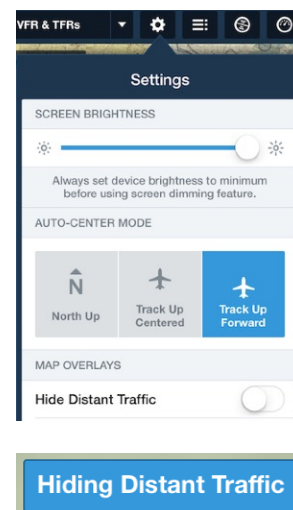 VFR & TFRs
Settings
SCREEN BRIGHTNESS
Always set device brightness to minimum
before using screen dimming feature.
AUTO-CENTER MODE
N
North Up
Track Up
Centered
Track Up
Forward
MAP OVERLAYS
Hide Distant Traffic
Hiding Distant Traffic